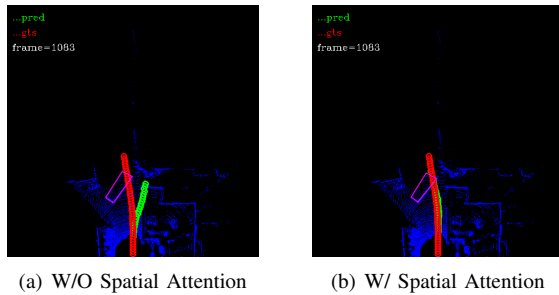 ...pred
...gts
frame=1083
...pred
...gts
frame=1083
(a) W/O Spatial Attention
(b) W/ Spatial Attention